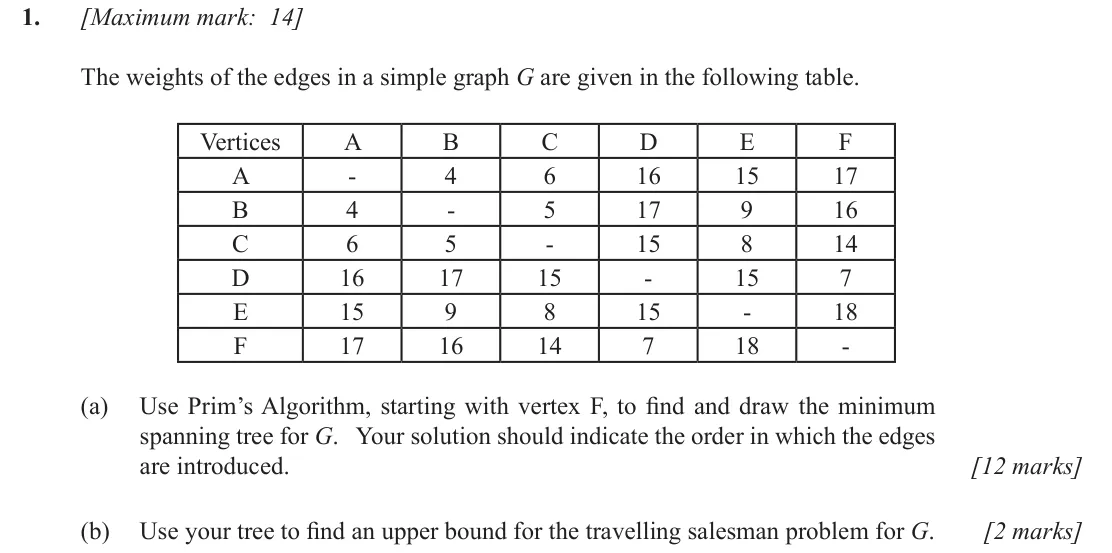 1. [Maximum mark: 14]
The weights of the edges in a simple graph G are given in the following table.
Vertices A B C D E F
A - 4 6 16 15 17
B 4 - 5 17 9 16
C 6 5 - 15 8 14
D 16 17 15 - 15 7
E 15 9 8 15 - 18
F 17 16 14 7 18 -
(a) Use Prim's Algorithm, starting with vertex F, to find and draw the minimum
spanning tree for G. Your solution should indicate the order in which the edges
are introduced. [12 marks]
(b) Use your tree to find an upper bound for the travelling salesman problem for G. [2 marks]